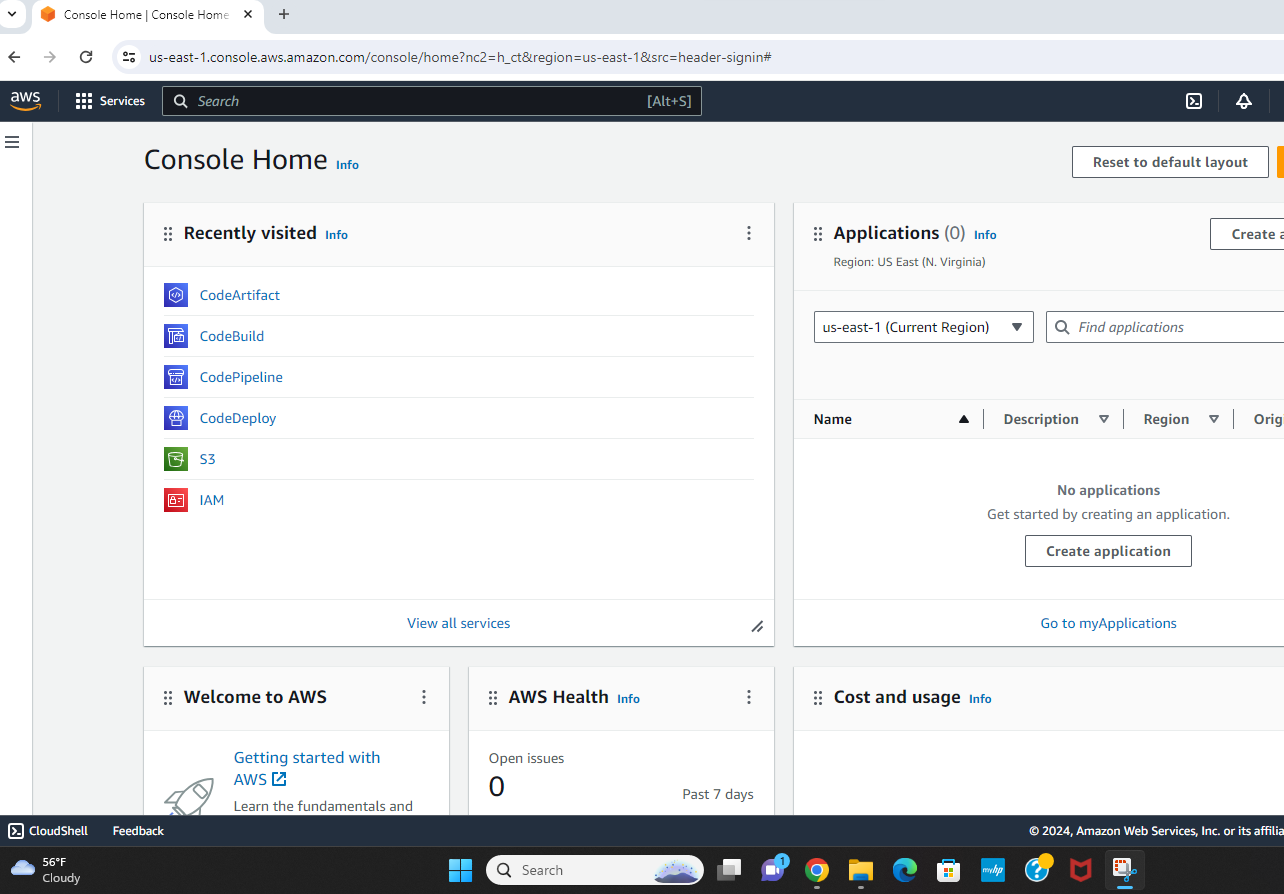 Console Home | Console Home
us-east-1.console.aws.amazon.com/console/home?nc2=h_ct&region=us-east-1&src=header-signin#
aws
Services
Search
[Alt+S]
Console Home Info
Reset to default layout
Recently visited Info
CodeArtifact
CodeBuild
CodePipeline
CodeDeploy
S3
IAM
View all services
Applications (0) Info
Region: US East (N. Virginia)
Create a
us-east-1 (Current Region)
Find applications
Name Description Region Orig
No applications
Get started by creating an application.
Create application
Go to myApplications
Welcome to AWS
Getting started with
AWS
Learn the fundamentals and
AWS Health Info
Open issues
0
Past 7 days
Cost and usage Info
CloudShell Feedback
© 2024, Amazon Web Services, Inc. or its affilia
56°F
Cloudy
Search
1
myhp
?